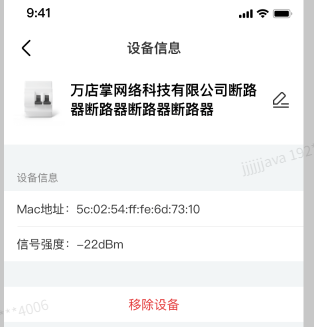 9:41
设备信息
万店掌网络科技有限公司断路
器断路器断路器断路器
jjjjjjava 192
设备信息
Mac地址：5c:02:54:ff:fe:6d:73:10
信号强度：-22dBm
移除设备
***4006